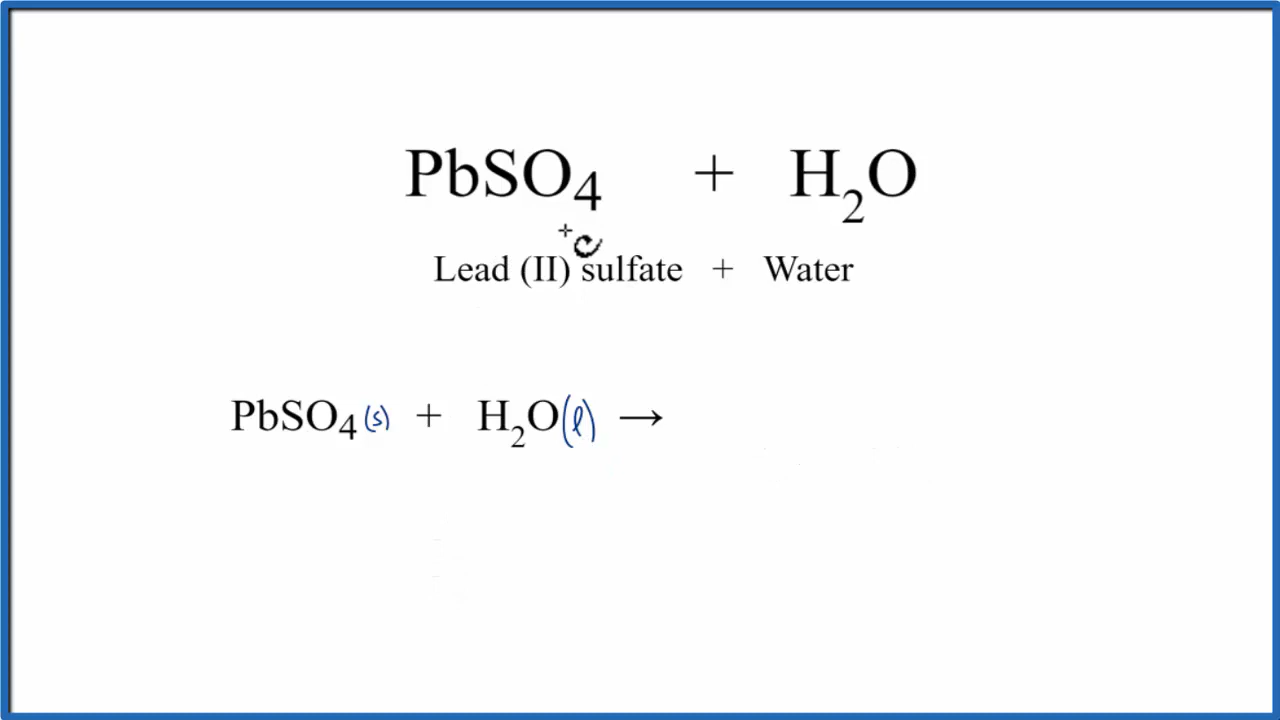 PbSO₄ + H₂O
Lead (II) sulfate + Water
PbSO₄(s) + H₂O(l) →